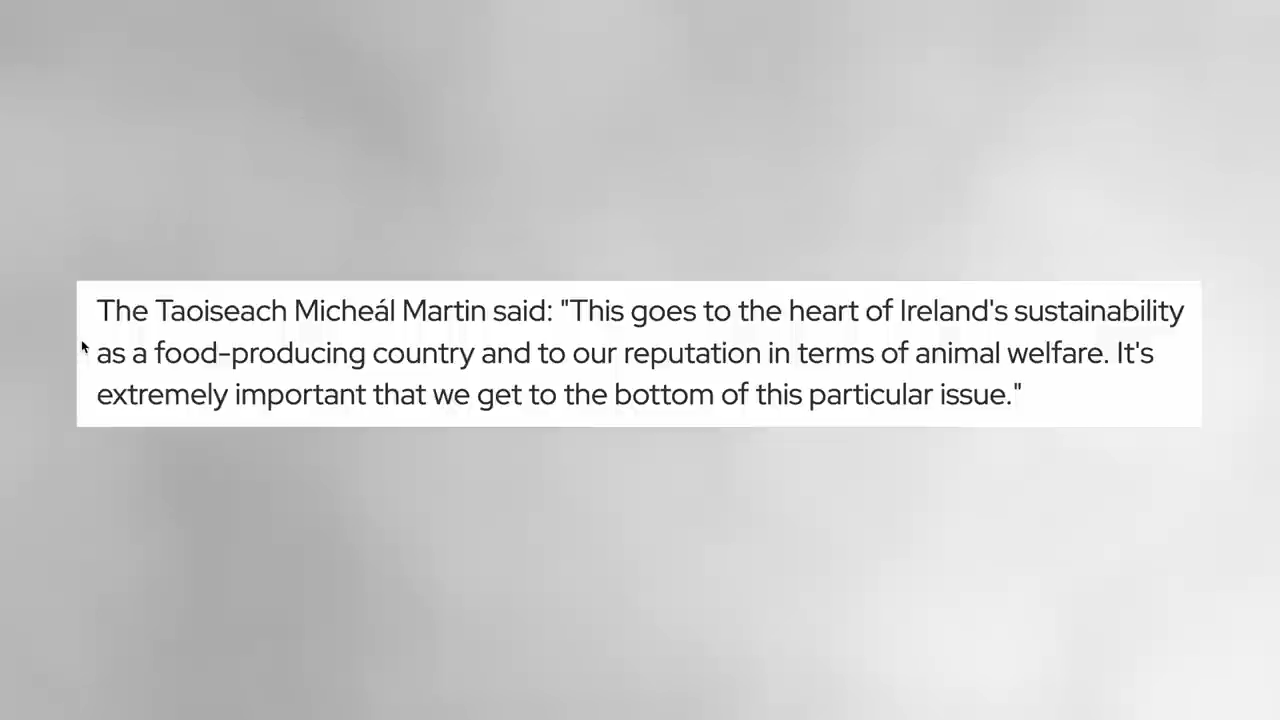 The Taoiseach Micheál Martin said: "This goes to the heart of Ireland's sustainability
as a food-producing country and to our reputation in terms of animal welfare. It's
extremely important that we get to the bottom of this particular issue."